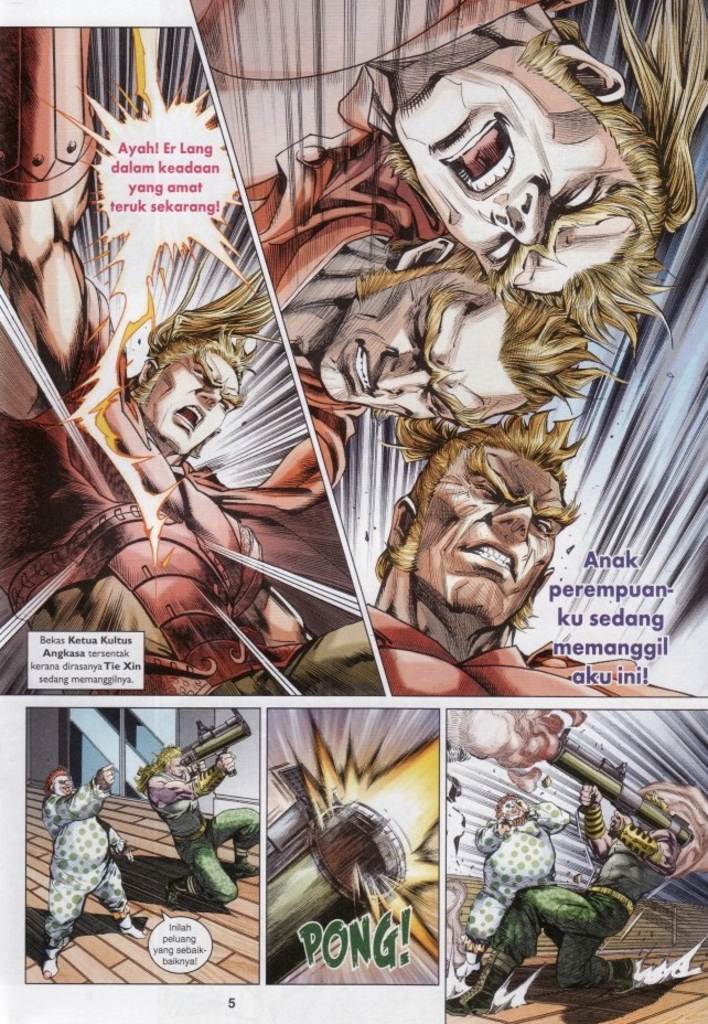 Ayah! Er Lang
dalam keadaan
yang amat
teruk sekarang!
Anak
perempuan-
ku sedang
memanggil
aku ini!
Bekas Ketua Kultus
Angkasa tersentak
kerana dirasanya Tie Xin
sedang memanggilnya.
Inilah
peluang
yang sebaik-
baiknya!
PONG!
5